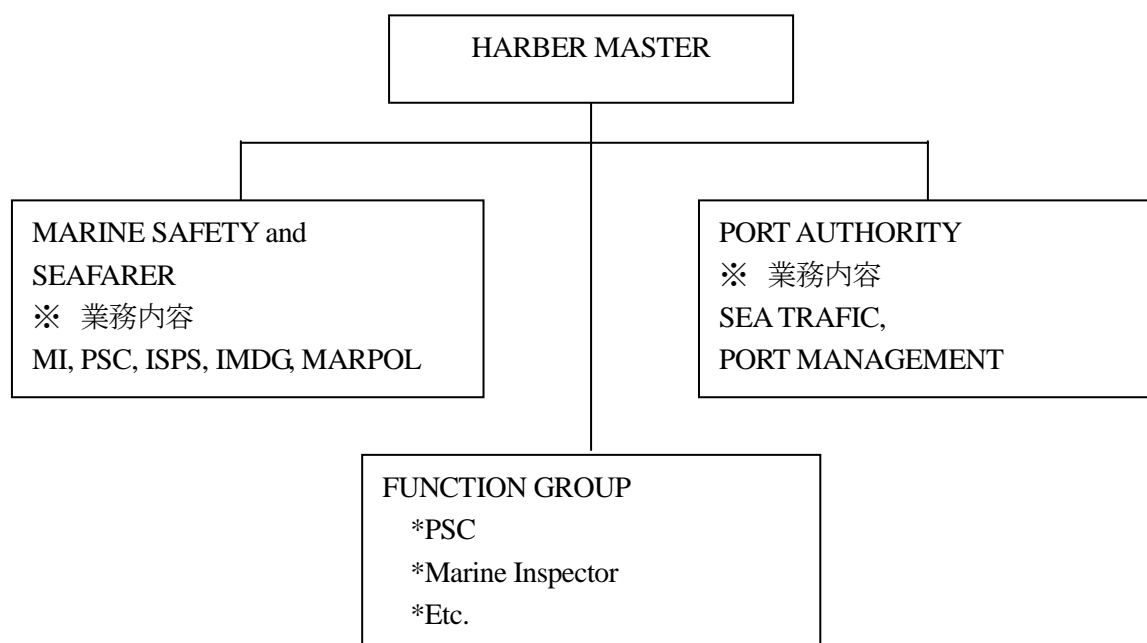 HARBER MASTER
MARINE SAFETY and
SEAFARER
※ 業務内容
MI, PSC, ISPS, IMDG, MARPOL
PORT AUTHORITY
※ 業務内容
SEA TRAFIC,
PORT MANAGEMENT
FUNCTION GROUP
*PSC
*Marine Inspector
*Etc.